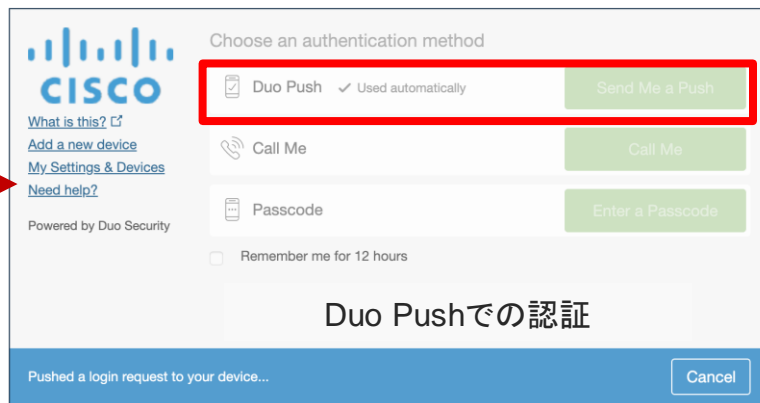 CISCO
What is this?
Add a new device
My Settings & Devices
Need help?
Powered by Duo Security
Choose an authentication method
Duo Push ✓ Used automatically Send Me a Push
Call Me Call Me
Passcode Enter a Passcode
Remember me for 12 hours
Duo Pushでの認証
Pushed a login request to your device... Cancel